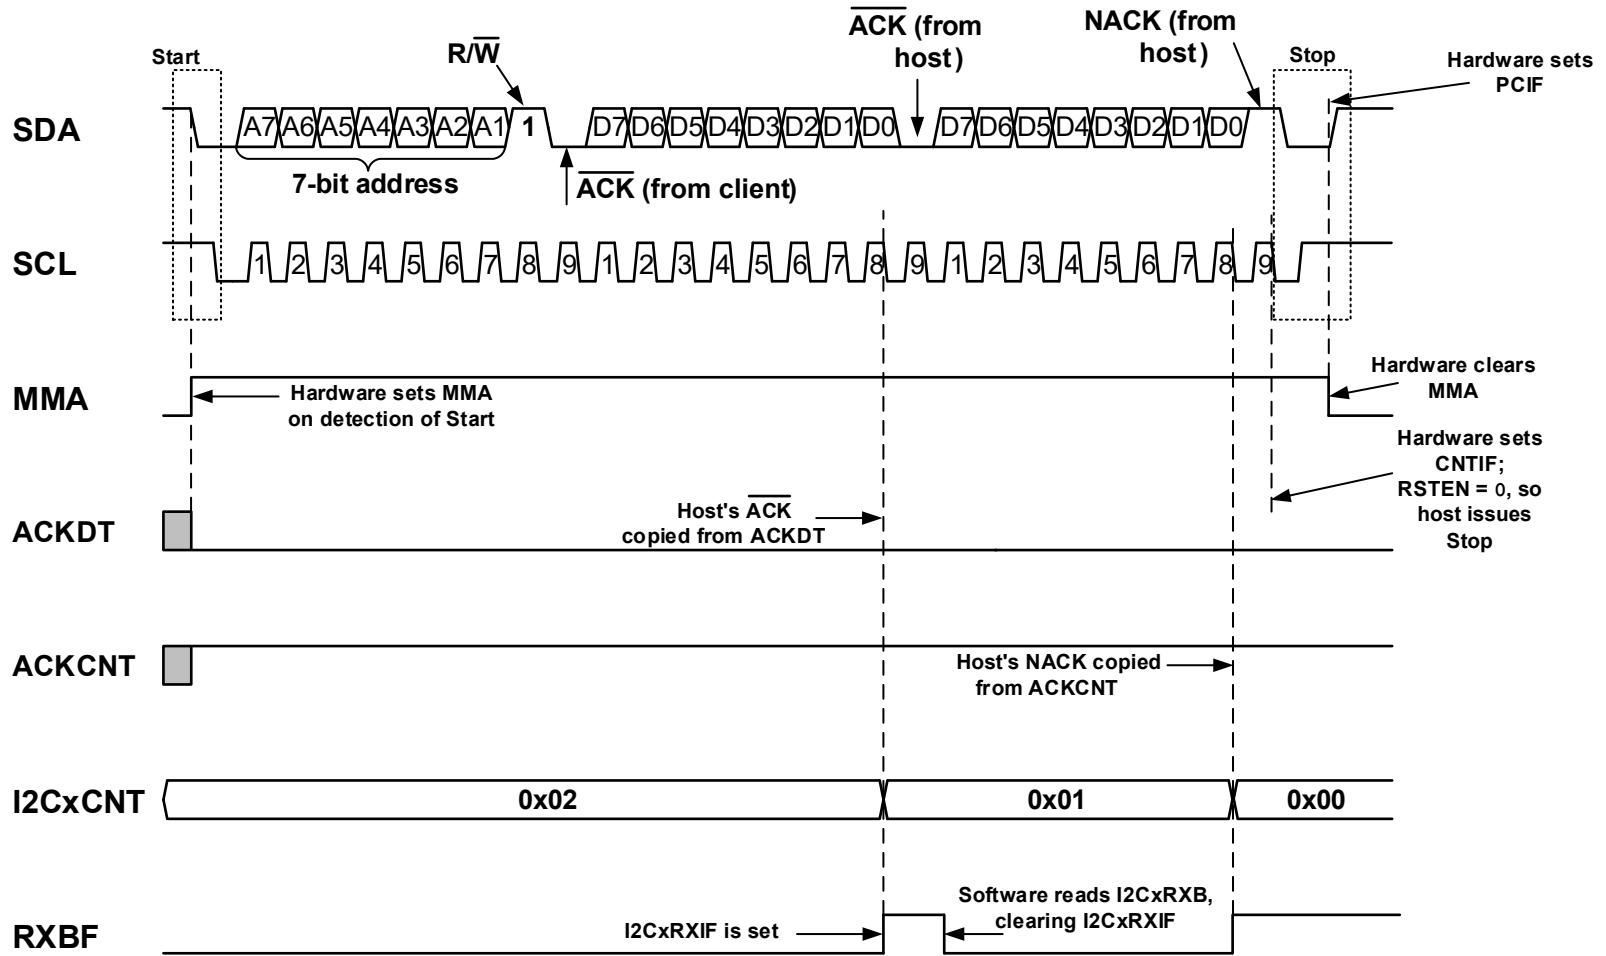 ACK (from
host)
NACK (from
host)
Start
R/W
Stop
Hardware sets
PCIF
SDA
A7 A6 A5 A4 A3 A2 A1 1 D7 D6 D5 D4 D3 D2 D1 D0 D7 D6 D5 D4 D3 D2 D1 D0
7-bit address
ACK (from client)
SCL
1 2 3 4 5 6 7 8 9 1 2 3 4 5 6 7 8 9 1 2 3 4 5 6 7 8 9
MMA
Hardware sets MMA
on detection of Start
Hardware clears
MMA
Hardware sets
CNTIF;
RSTEN = 0, so
host issues
Stop
ACKDT
Host's ACK
copied from ACKDT
ACKCNT
Host's NACK copied
from ACKCNT
I2CxCNT
0x02
0x01
0x00
RXBF
I2CxRXIF is set
Software reads I2CxRXB,
clearing I2CxRXIF